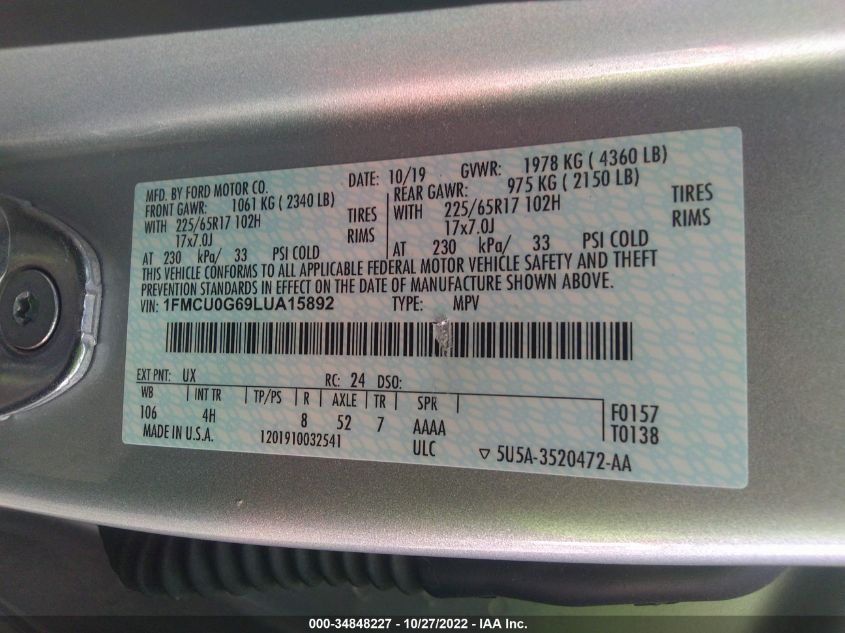 MFD. BY FORD MOTOR CO.
DATE: 10/19 GVWR: 1978 KG ( 4360 LB)
FRONT GAWR: 1061 KG ( 2340 LB) REAR GAWR: 975 KG ( 2150 LB)
WITH 225/65R17 102H TIRES WITH 225/65R17 102H TIRES
17x7.0J RIMS 17x7.0J RIMS
AT 230 kPa/ 33 PSI COLD AT 230 kPa/ 33 PSI COLD
THIS VEHICLE CONFORMS TO ALL APPLICABLE FEDERAL MOTOR VEHICLE SAFETY AND THEFT
PREVENTION STANDARDS IN EFFECT ON THE DATE OF MANUFACTURE SHOWN ABOVE.
VIN: 1FMCU0G69LUA15892 TYPE: MPV
EXT PNT: UX RC: 24 DSO:
WB INT TR TP/PS R AXLE TR SPR
106 4H 8 52 7 AAAA F0157
MADE IN U.S.A. 1201910032541 ULC T0138
▽ 5U5A-3520472-AA
000-34848227 - 10/27/2022 - IAA Inc.